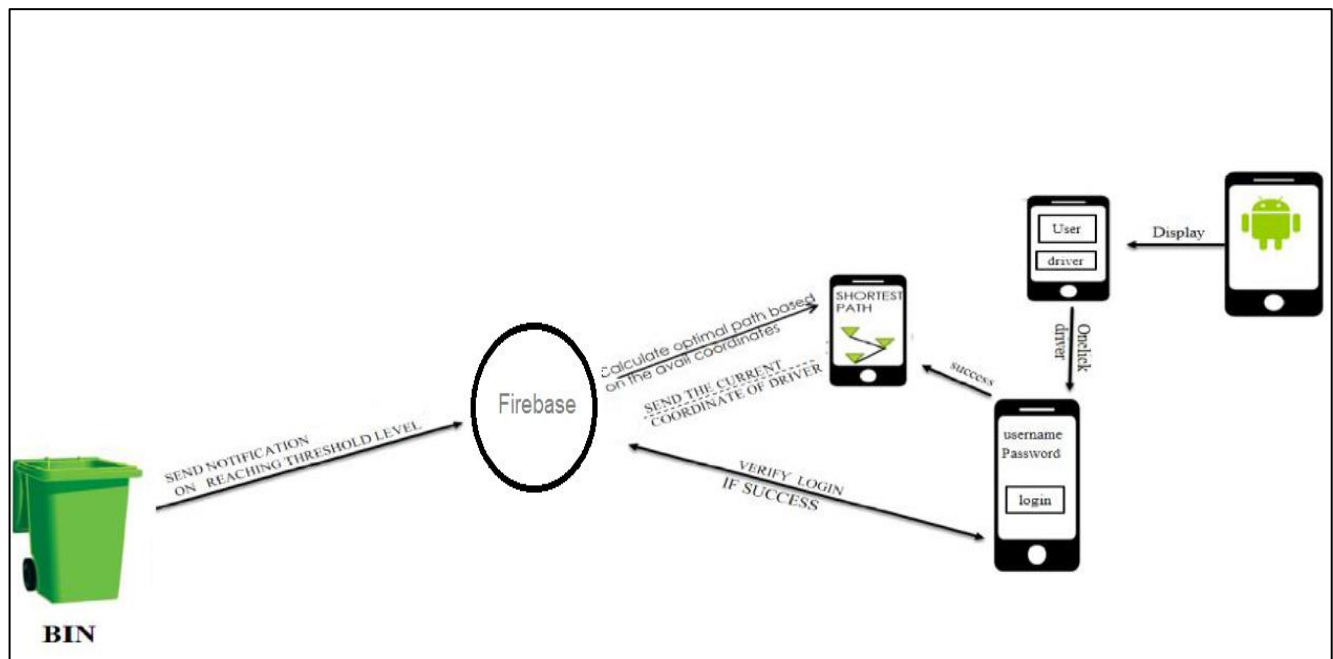 User
driver
Display
Onclick
driver
SHORTEST
PATH
Calculate optimal path based
on the avail coordinates
SEND THE CURRENT
COORDINATE OF DRIVER
success
Firebase
username
Password
login
SEND NOTIFICATION
ON REACHING THRESHOLD LEVEL
VERIFY LOGIN
IF SUCCESS
BIN